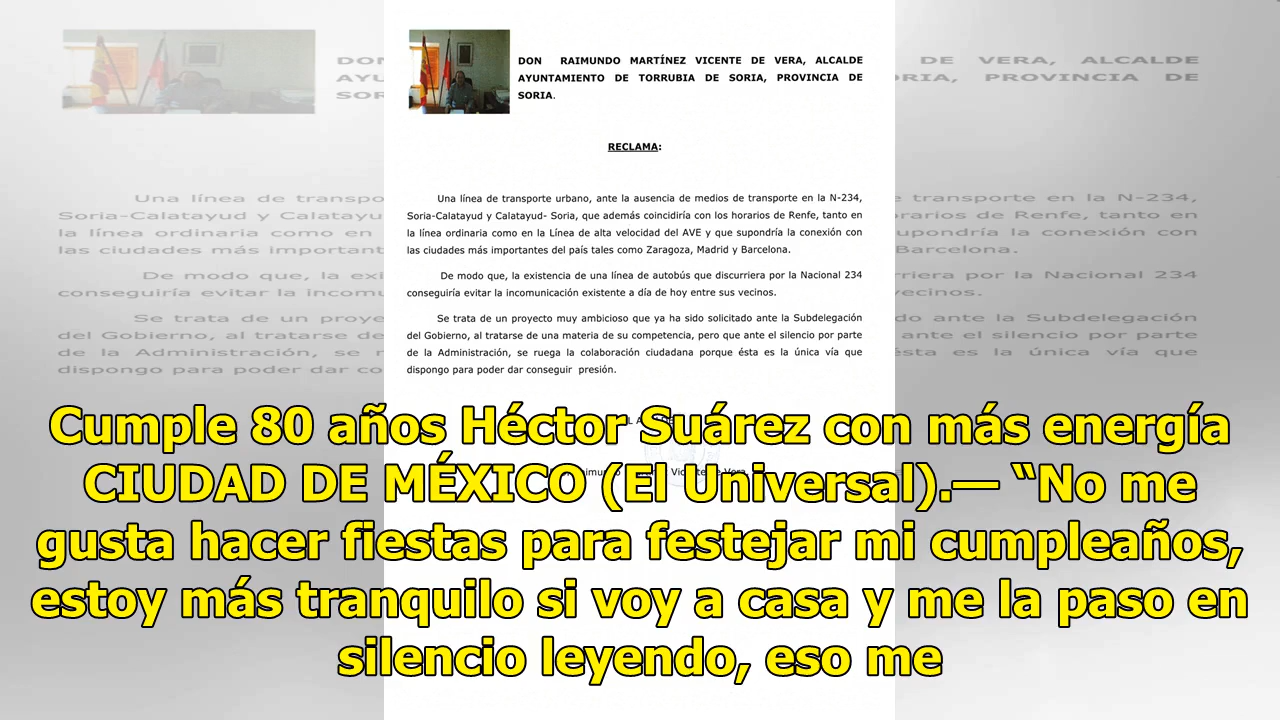 DON RAIMUNDO MARTÍNEZ VICENTE DE VERA, ALCALDE
AYUNTAMIENTO DE TORRUBIA DE SORIA, PROVINCIA DE
SORIA.
RECLAMA:
Una línea de transporte urbano, ante la ausencia de medios de transporte en la N-234,
Soria-Calatayud y Calatayud- Soria, que además coincidiría con los horarios de Renfe, tanto en
la línea ordinaria como en la Línea de alta velocidad del AVE y que supondría la conexión con
las ciudades más importantes del país tales como Zaragoza, Madrid y Barcelona.
De modo que, la existencia de una línea de autobús que discurriera por la Nacional 234
conseguiría evitar la incomunicación existente a día de hoy entre sus vecinos.
Se trata de un proyecto muy ambicioso que ya ha sido solicitado ante la Subdelegación
del Gobierno, al tratarse de una materia de su competencia, pero que ante el silencio por parte
de la Administración, se ruega la colaboración ciudadana porque ésta es la única vía que
dispongo para poder dar conseguir presión.
Cumple 80 años Héctor Suárez con más energía
CIUDAD DE MÉXICO (El Universal).— “No me
gusta hacer fiestas para festejar mi cumpleaños,
estoy más tranquilo si voy a casa y me la paso en
silencio leyendo, eso me